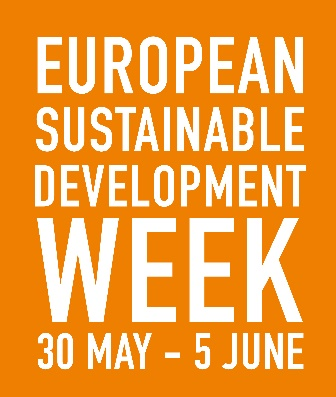 EUROPEAN
SUSTAINABLE
DEVELOPMENT
WEEK
30 MAY - 5 JUNE